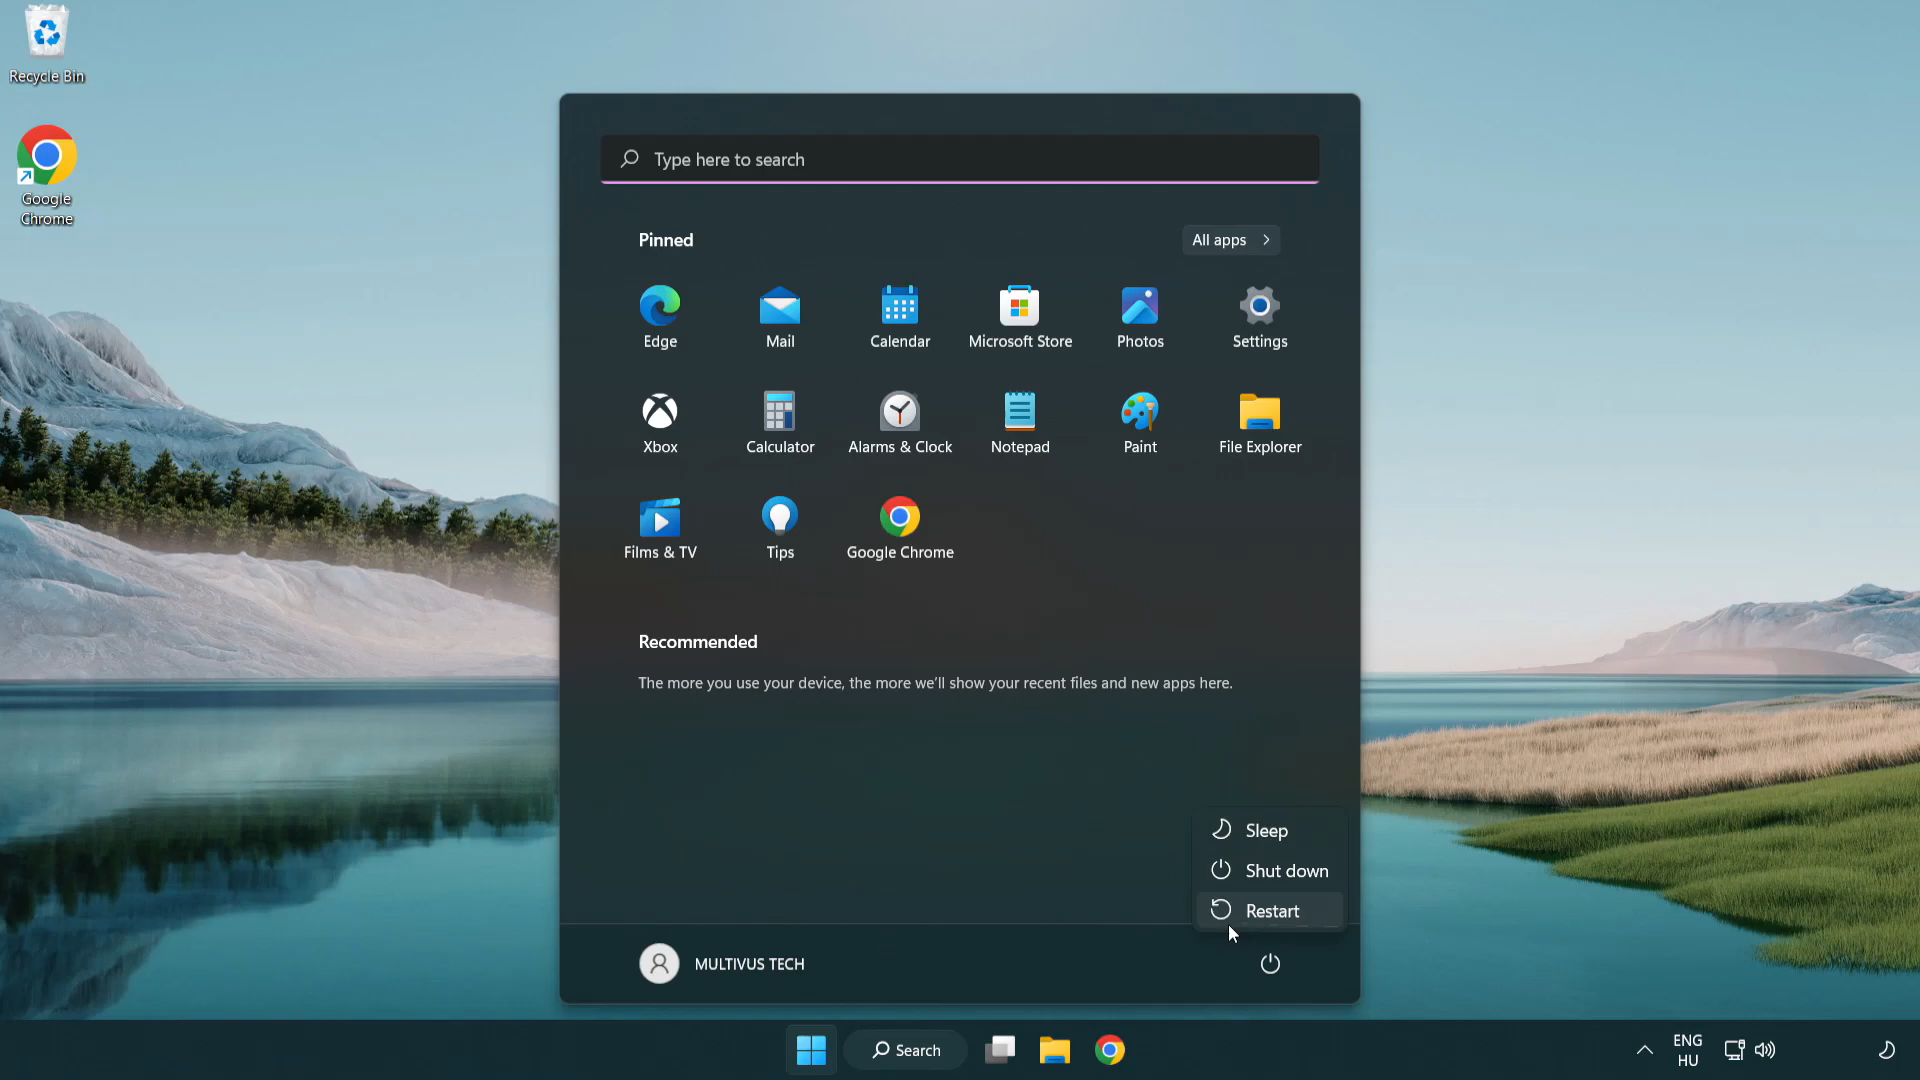 Recycle Bin
Google
Chrome
Type here to search
Pinned
All apps
Edge
Mail
Calendar
Microsoft Store
Photos
Settings
Xbox
Calculator
Alarms & Clock
Notepad
Paint
File Explorer
Films & TV
Tips
Google Chrome
Recommended
The more you use your device, the more we'll show your recent files and new apps here.
Sleep
Shut down
Restart
MULTIVUS TECH
Search
ENG
HU